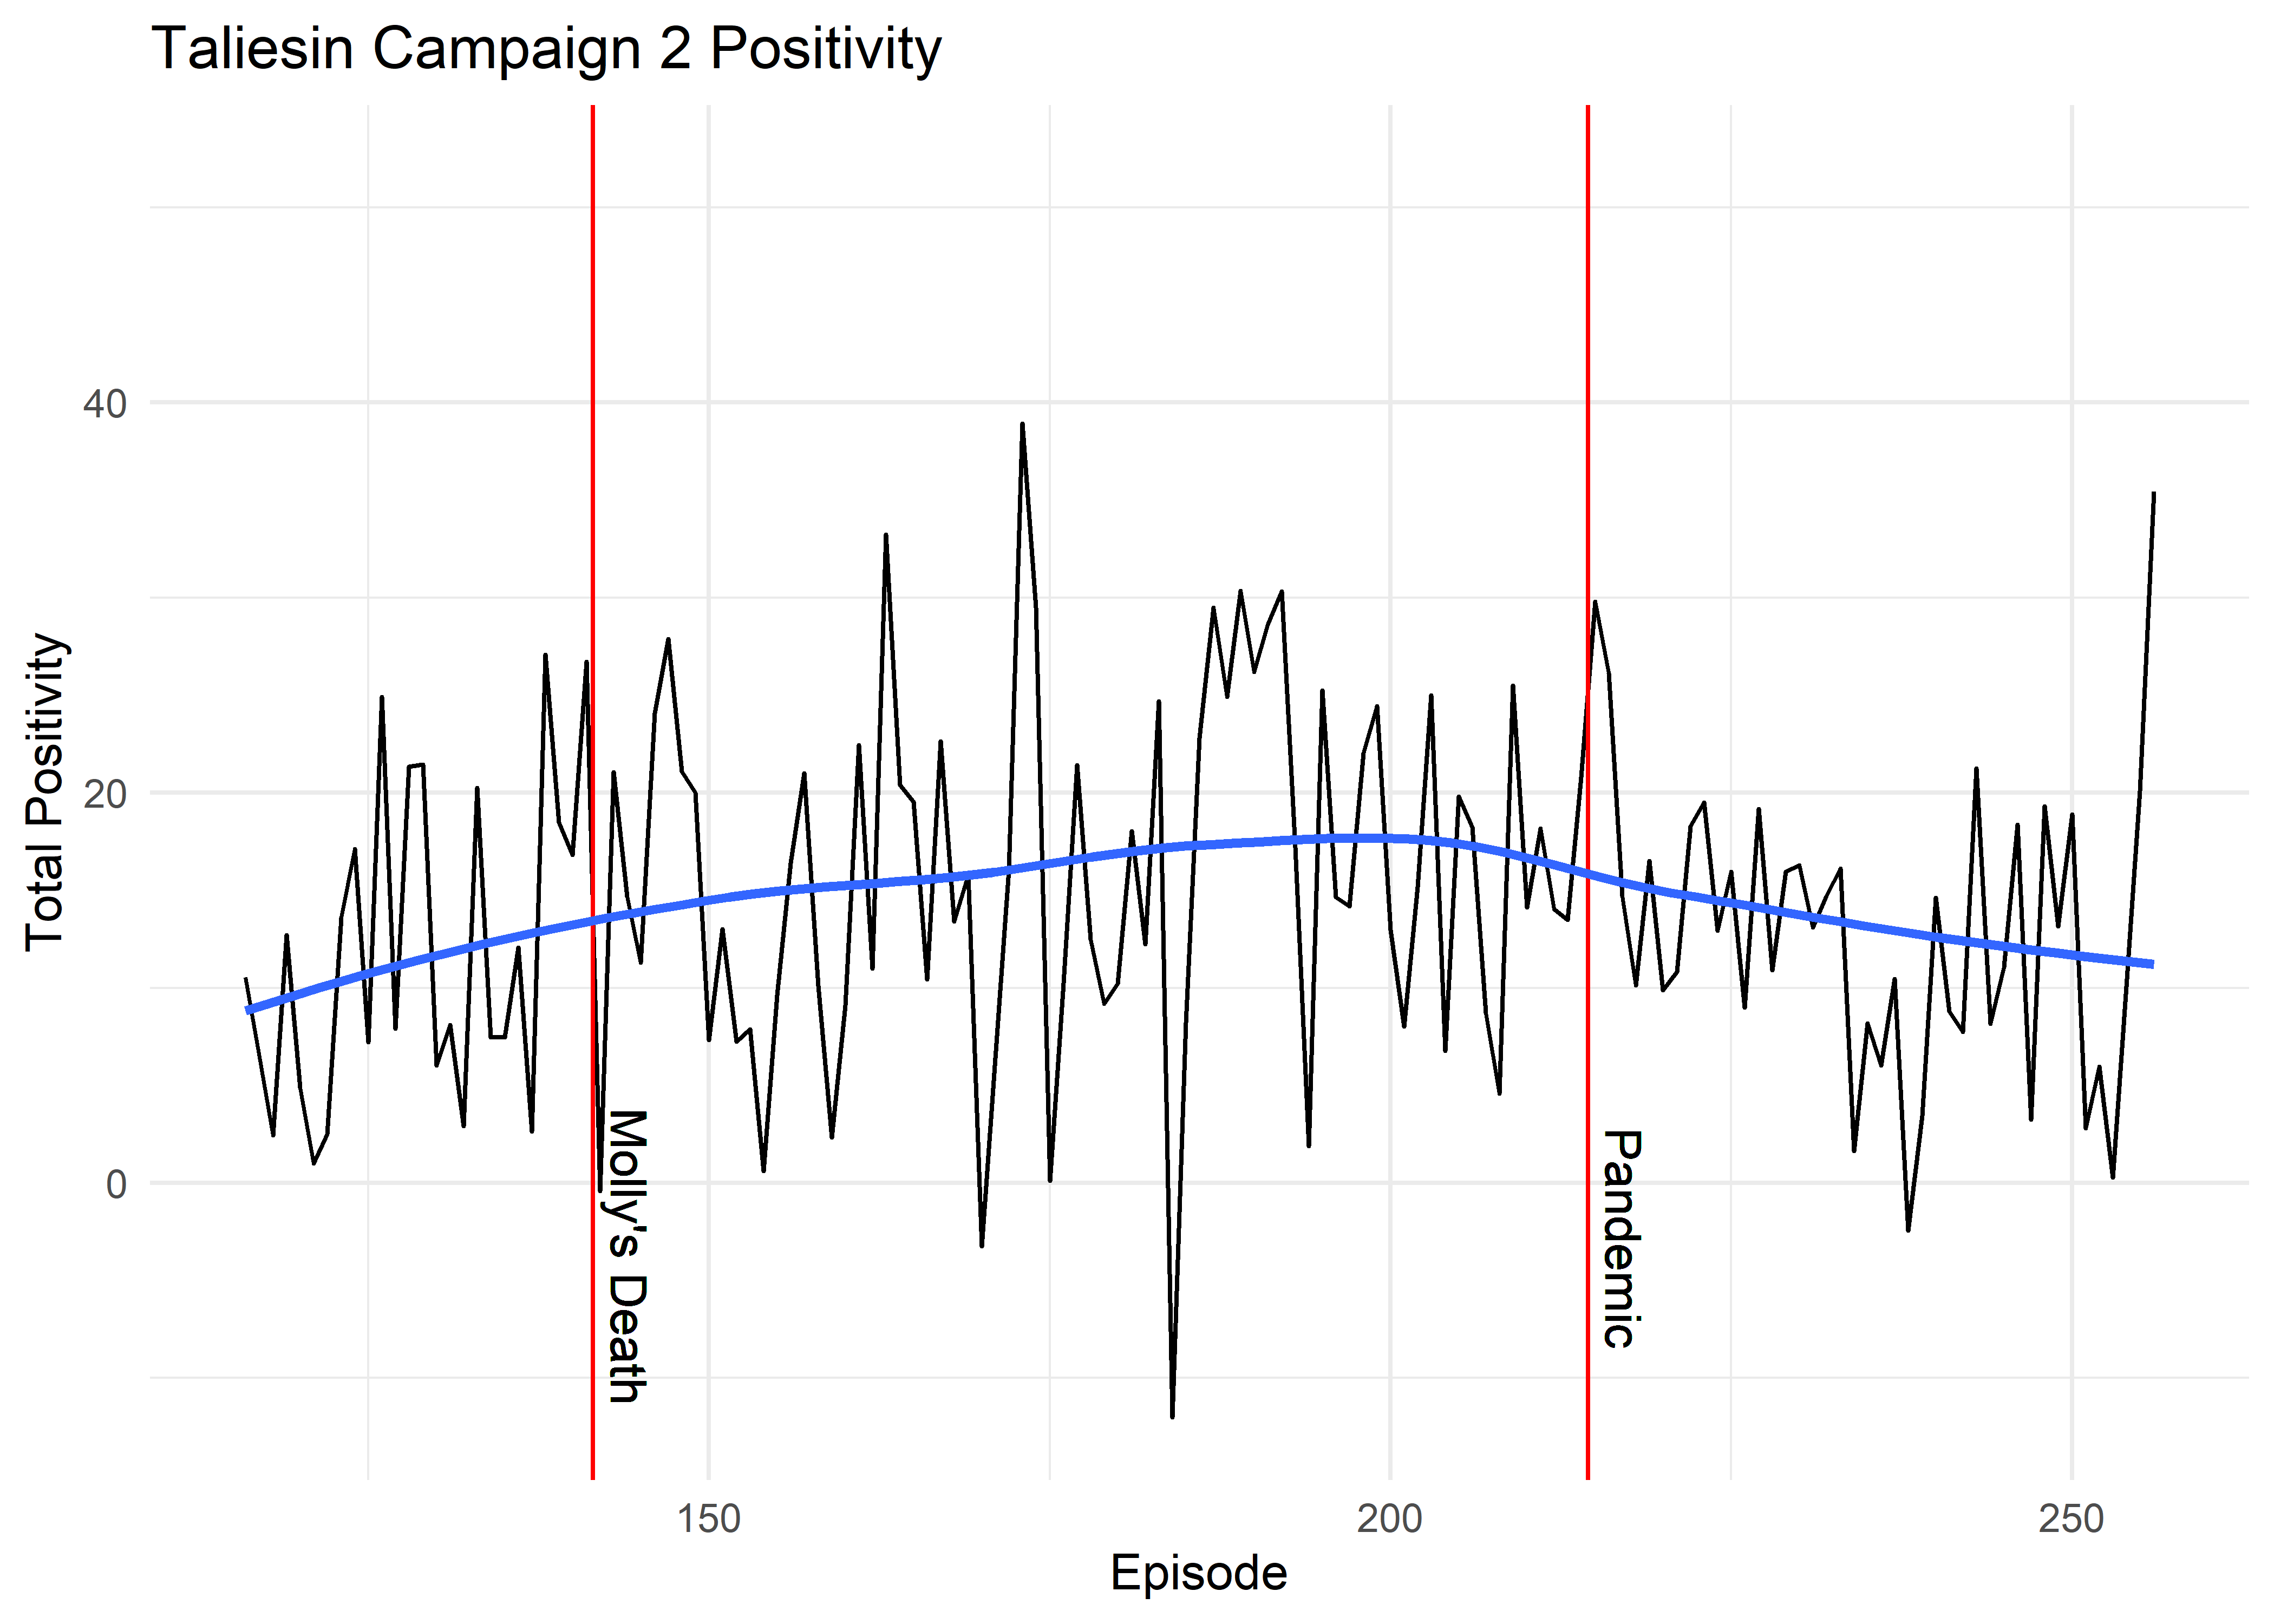 Taliesin Campaign 2 Positivity
Total Positivity
40
20
0
Molly's Death
Pandemic
150
200
250
Episode